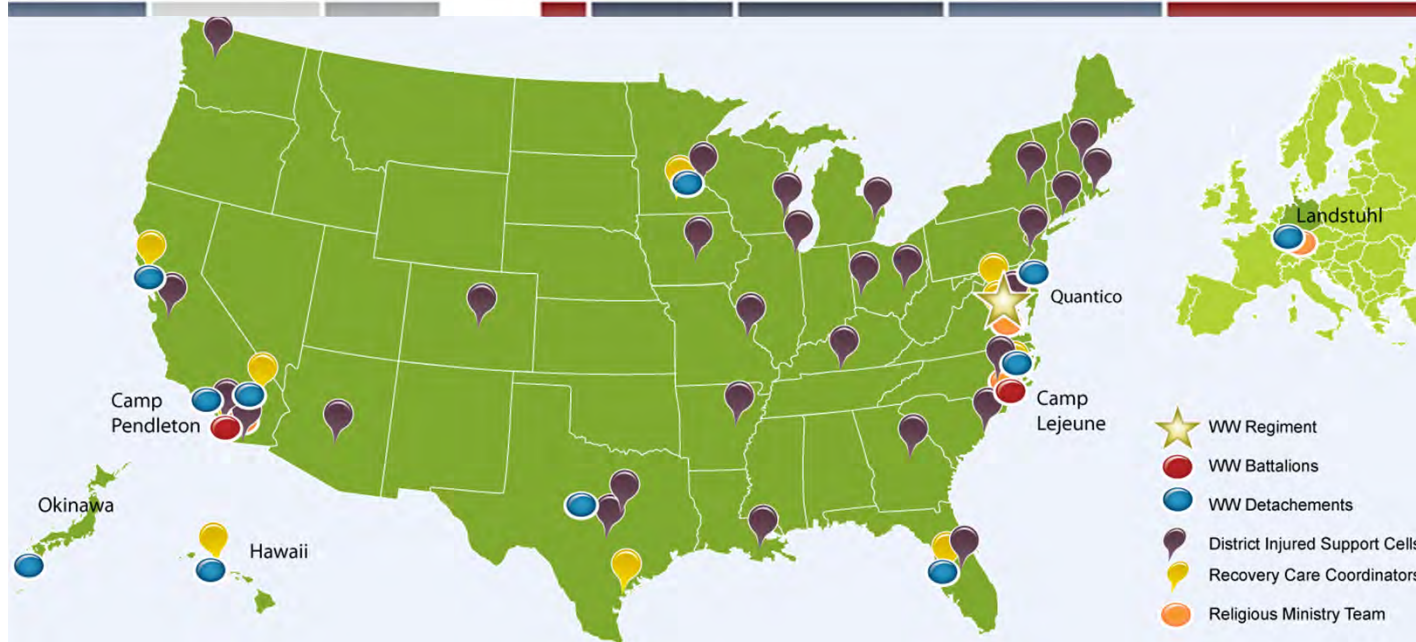 Landstuhl
Quantico
Camp
Pendleton
Camp
Lejeune
Okinawa
Hawaii
WW Regiment
WW Battalions
WW Detachements
District Injured Support Cells
Recovery Care Coordinators
Religious Ministry Team